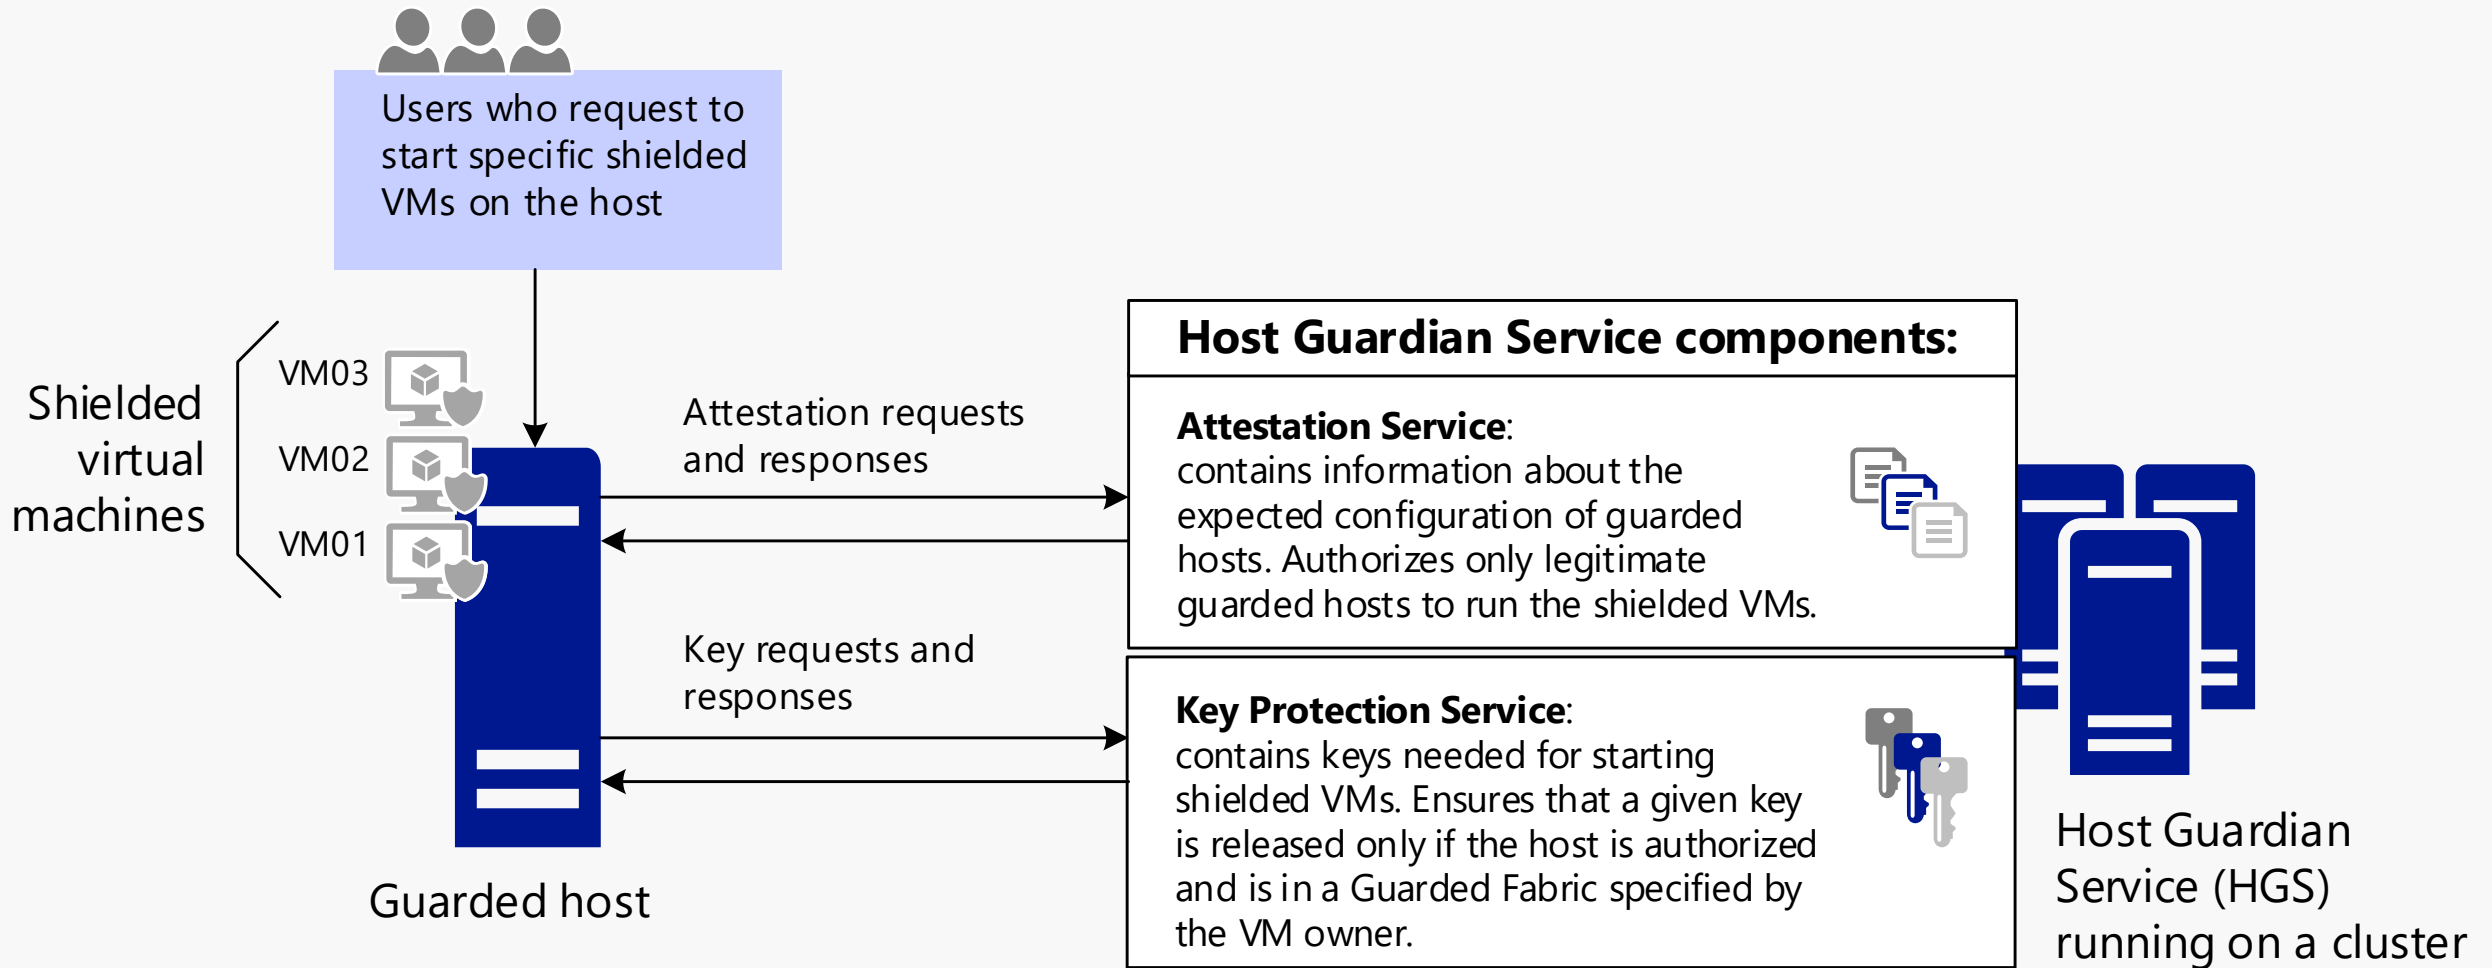 Users who request to
start specific shielded
VMs on the host
Shielded
virtual
machines
VM03
VM02
VM01
Attestation requests
and responses
Key requests and
responses
Guarded host
Host Guardian Service components:
Attestation Service:
contains information about the
expected configuration of guarded
hosts. Authorizes only legitimate
guarded hosts to run the shielded VMs.
Key Protection Service:
contains keys needed for starting
shielded VMs. Ensures that a given key
is released only if the host is authorized
and is in a Guarded Fabric specified by
the VM owner.
Host Guardian
Service (HGS)
running on a cluster